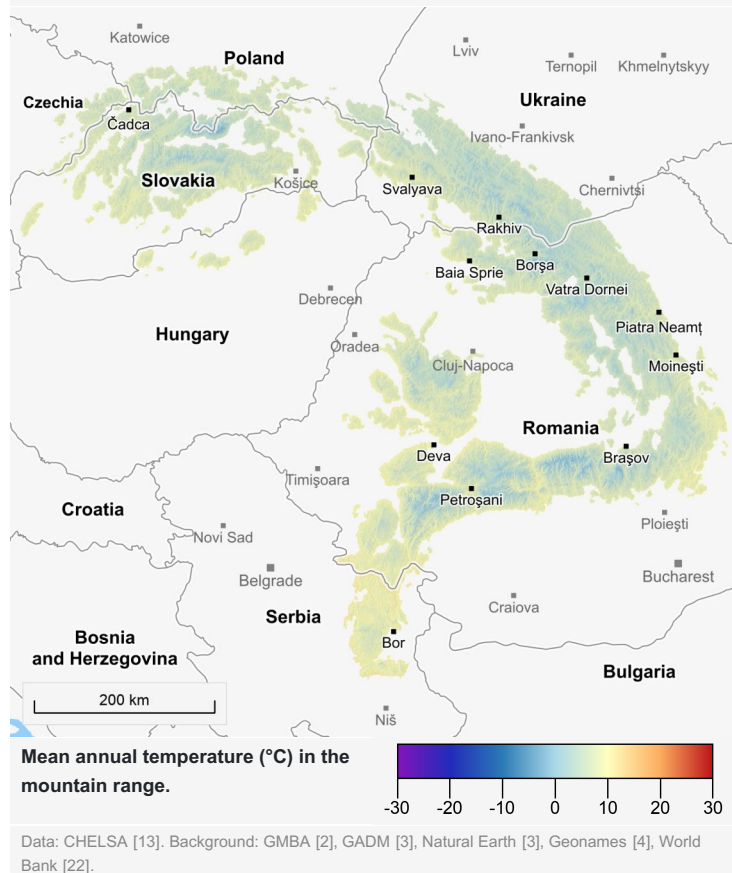 Katowice
Poland
Lviv
Ternopil
Khmelnytskyy
Czechia
Čadca
Ukraine
Ivano-Frankivsk
Slovakia
Košice
Svalyava
Chernivtsi
Rakhiv
Baia Sprie
Borşa
Vatra Dornei
Debrecen
Piatra Neamţ
Hungary
Oradea
Cluj-Napoca
Moineşti
Romania
Deva
Braşov
Timişoara
Petroşani
Croatia
Novi Sad
Ploieşti
Belgrade
Bucharest
Craiova
Serbia
Bosnia
and Herzegovina
Bor
Bulgaria
200 km
Niš
Mean annual temperature (°C) in the
mountain range.
-30 -20 -10 0 10 20 30
Data: CHELSA [13]. Background: GMBA [2], GADM [3], Natural Earth [3], Geonames [4], World
Bank [22].